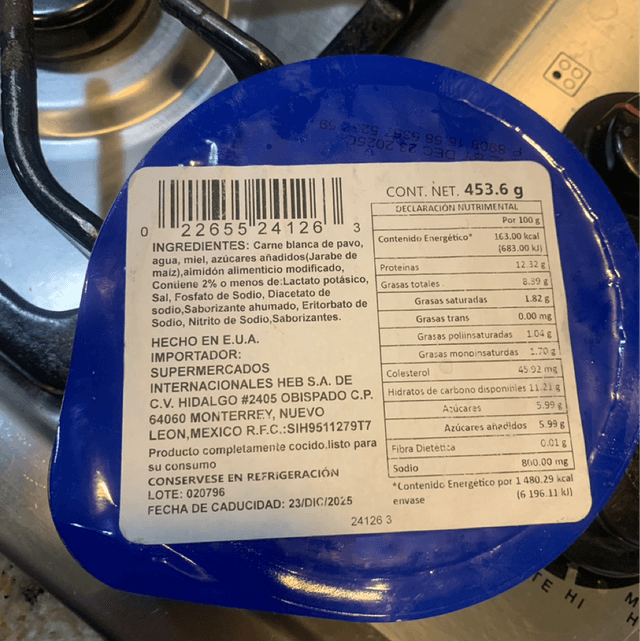 DEC 23 2025
0 22655 24126 3
INGREDIENTES: Carne blanca de pavo,
agua, miel, azúcares añadidos(Jarabe de
maíz),aimidón alimenticio modificado,
Contiene 2% o menos de:Lactato potásico,
Sal, Fosfato de Sodio, Diacetato de
sodio,Saborizante ahumado, Eritorbato de
Sodio, Nitrito de Sodio,Saborizantes.
HECHO EN E.U.A.
IMPORTADOR:
SUPERMERCADOS
INTERNACIONALES HEB S.A. DE
C.V. HIDALGO #2405 OBISPADO C.P.
64060 MONTERREY, NUEVO
LEON,MEXICO R.F.C.:SIH9511279T7
Producto completamente cocido.listo para
su consumo
CONSERVESE EN REFRIGERACIÓN
LOTE: 020796
FECHA DE CADUCIDAD: 23/DIC/2025
CONT. NET. 453.6 g
DECLARACIÓN NUTRIMENTAL
Por 100 g
Contenido Energético* 163.00 kcal
(683.00 kJ)
Proteinas 12.32 g
Grasas totales 8.39 g
Grasas saturadas 1.82 g
Grasas trans 0.00 mg
Grasas poliinsaturadas 1.04 g
Grasas monoinsaturdas 1.70 g
Colesterol 45.92 mg
Hidratos de carbono disponibles 11.21 g
Azúcares 5.99 g
Azúcares añadidos 5.99 g
Fibra Dietética 0.01 g
Sodio 860.00 mg
*Contenido Energético por 1 480.29 kcal
envase (6 196.11 kJ)
24126 3
HI